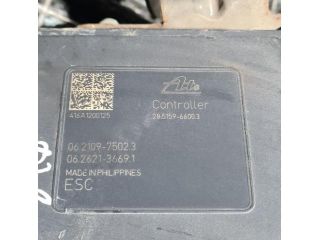 Ate
Controller
28.5159-6600.3
416A1200125
06.2109-7502.3
06.2621-3669.1
MADE IN PHILIPPINES
ESC